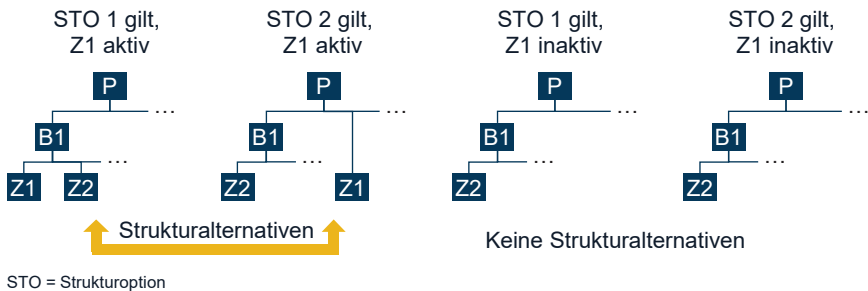 STO 1 gilt,
Z1 aktiv
STO 2 gilt,
Z1 aktiv
STO 1 gilt,
Z1 inaktiv
STO 2 gilt,
Z1 inaktiv
P
P
P
P
...
...
...
...
B1
B1
B1
B1
...
...
...
...
Z1
Z2
Z2
Z1
Z2
Z2
Strukturalternativen
Keine Strukturalternativen
STO = Strukturoption